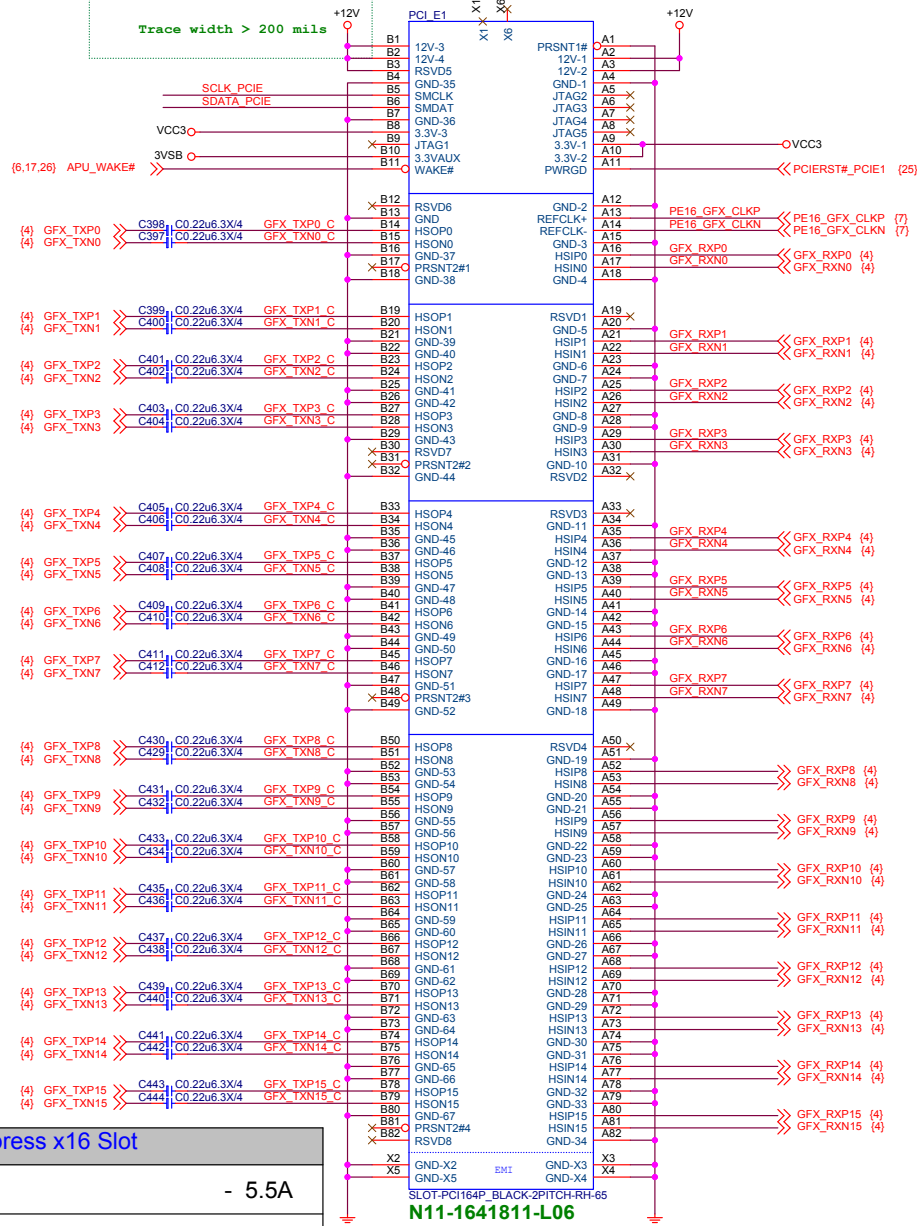 X1 X6
+12V PCI_E1 X1 X6 +12V
Trace width > 200 mils
B1 12V-3 PRSNT1# A1
B2 12V-4 12V-1 A2
B3 RSVD5 12V-2 A3
B4 GND-35 GND-1 A4
SCLK_PCIE B5 SMCLK JTAG2 A5
SDATA_PCIE B6 SMDAT JTAG3 A6
B7 GND-36 JTAG4 A7
VCC3 B8 3.3V-3 JTAG5 A8
B9 JTAG1 3.3V-1 A9 VCC3
3VSB B10 3.3VAUX 3.3V-2 A10
{6,17,26} APU_WAKE# B11 WAKE# PWRGD A11 PCIERST#_PCIE1 {25}
B12 RSVD6 GND-2 A12
B13 GND REFCLK+ A13 PE16_GFX_CLKP PE16_GFX_CLKP {7}
{4} GFX_TXP0 C398 C0.22u6.3X/4 GFX_TXP0_C B14 HSOP0 REFCLK- A14 PE16_GFX_CLKN PE16_GFX_CLKN {7}
{4} GFX_TXN0 C397 C0.22u6.3X/4 GFX_TXN0_C B15 HSON0 GND-3 A15
B16 GND-37 HSIP0 A16 GFX_RXP0 GFX_RXP0 {4}
B17 PRSNT2#1 HSIN0 A17 GFX_RXN0 GFX_RXN0 {4}
B18 GND-38 GND-4 A18
{4} GFX_TXP1 C399 C0.22u6.3X/4 GFX_TXP1_C B19 HSOP1 RSVD1 A19
{4} GFX_TXN1 C400 C0.22u6.3X/4 GFX_TXN1_C B20 HSON1 GND-5 A20
B21 GND-39 HSIP1 A21 GFX_RXP1 GFX_RXP1 {4}
B22 GND-40 HSIN1 A22 GFX_RXN1 GFX_RXN1 {4}
{4} GFX_TXP2 C401 C0.22u6.3X/4 GFX_TXP2_C B23 HSOP2 GND-6 A23
{4} GFX_TXN2 C402 C0.22u6.3X/4 GFX_TXN2_C B24 HSON2 GND-7 A24
B25 GND-41 HSIP2 A25 GFX_RXP2 GFX_RXP2 {4}
B26 GND-42 HSIN2 A26 GFX_RXN2 GFX_RXN2 {4}
{4} GFX_TXP3 C403 C0.22u6.3X/4 GFX_TXP3_C B27 HSOP3 GND-8 A27
{4} GFX_TXN3 C404 C0.22u6.3X/4 GFX_TXN3_C B28 HSON3 GND-9 A28
B29 GND-43 HSIP3 A29 GFX_RXP3 GFX_RXP3 {4}
B30 RSVD7 HSIN3 A30 GFX_RXN3 GFX_RXN3 {4}
B31 PRSNT2#2 GND-10 A31
B32 GND-44 RSVD2 A32
{4} GFX_TXP4 C405 C0.22u6.3X/4 GFX_TXP4_C B33 HSOP4 RSVD3 A33
{4} GFX_TXN4 C406 C0.22u6.3X/4 GFX_TXN4_C B34 HSON4 GND-11 A34
B35 GND-45 HSIP4 A35 GFX_RXP4 GFX_RXP4 {4}
B36 GND-46 HSIN4 A36 GFX_RXN4 GFX_RXN4 {4}
{4} GFX_TXP5 C407 C0.22u6.3X/4 GFX_TXP5_C B37 HSOP5 GND-12 A37
{4} GFX_TXN5 C408 C0.22u6.3X/4 GFX_TXN5_C B38 HSON5 GND-13 A38
B39 GND-47 HSIP5 A39 GFX_RXP5 GFX_RXP5 {4}
B40 GND-48 HSIN5 A40 GFX_RXN5 GFX_RXN5 {4}
{4} GFX_TXP6 C409 C0.22u6.3X/4 GFX_TXP6_C B41 HSOP6 GND-14 A41
{4} GFX_TXN6 C410 C0.22u6.3X/4 GFX_TXN6_C B42 HSON6 GND-15 A42
B43 GND-49 HSIP6 A43 GFX_RXP6 GFX_RXP6 {4}
B44 GND-50 HSIN6 A44 GFX_RXN6 GFX_RXN6 {4}
{4} GFX_TXP7 C411 C0.22u6.3X/4 GFX_TXP7_C B45 HSOP7 GND-16 A45
{4} GFX_TXN7 C412 C0.22u6.3X/4 GFX_TXN7_C B46 HSON7 GND-17 A46
B47 GND-51 HSIP7 A47 GFX_RXP7 GFX_RXP7 {4}
B48 PRSNT2#3 HSIN7 A48 GFX_RXN7 GFX_RXN7 {4}
B49 GND-52 GND-18 A49
{4} GFX_TXP8 C430 C0.22u6.3X/4 GFX_TXP8_C B50 HSOP8 RSVD4 A50
{4} GFX_TXN8 C429 C0.22u6.3X/4 GFX_TXN8_C B51 HSON8 GND-19 A51
B52 GND-53 HSIP8 A52 GFX_RXP8 {4}
B53 GND-54 HSIN8 A53 GFX_RXN8 {4}
{4} GFX_TXP9 C431 C0.22u6.3X/4 GFX_TXP9_C B54 HSOP9 GND-20 A54
{4} GFX_TXN9 C432 C0.22u6.3X/4 GFX_TXN9_C B55 HSON9 GND-21 A55
B56 GND-55 HSIP9 A56 GFX_RXP9 {4}
B57 GND-56 HSIN9 A57 GFX_RXN9 {4}
{4} GFX_TXP10 C433 C0.22u6.3X/4 GFX_TXP10_C B58 HSOP10 GND-22 A58
{4} GFX_TXN10 C434 C0.22u6.3X/4 GFX_TXN10_C B59 HSON10 GND-23 A59
B60 GND-57 HSIP10 A60 GFX_RXP10 {4}
B61 GND-58 HSIN10 A61 GFX_RXN10 {4}
{4} GFX_TXP11 C435 C0.22u6.3X/4 GFX_TXP11_C B62 HSOP11 GND-24 A62
{4} GFX_TXN11 C436 C0.22u6.3X/4 GFX_TXN11_C B63 HSON11 GND-25 A63
B64 GND-59 HSIP11 A64 GFX_RXP11 {4}
B65 GND-60 HSIN11 A65 GFX_RXN11 {4}
{4} GFX_TXP12 C437 C0.22u6.3X/4 GFX_TXP12_C B66 HSOP12 GND-26 A66
{4} GFX_TXN12 C438 C0.22u6.3X/4 GFX_TXN12_C B67 HSON12 GND-27 A67
B68 GND-61 HSIP12 A68 GFX_RXP12 {4}
B69 GND-62 HSIN12 A69 GFX_RXN12 {4}
{4} GFX_TXP13 C439 C0.22u6.3X/4 GFX_TXP13_C B70 HSOP13 GND-28 A70
{4} GFX_TXN13 C440 C0.22u6.3X/4 GFX_TXN13_C B71 HSON13 GND-29 A71
B72 GND-63 HSIP13 A72 GFX_RXP13 {4}
B73 GND-64 HSIN13 A73 GFX_RXN13 {4}
{4} GFX_TXP14 C441 C0.22u6.3X/4 GFX_TXP14_C B74 HSOP14 GND-30 A74
{4} GFX_TXN14 C442 C0.22u6.3X/4 GFX_TXN14_C B75 HSON14 GND-31 A75
B76 GND-65 HSIP14 A76 GFX_RXP14 {4}
B77 GND-66 HSIN14 A77 GFX_RXN14 {4}
{4} GFX_TXP15 C443 C0.22u6.3X/4 GFX_TXP15_C B78 HSOP15 GND-32 A78
{4} GFX_TXN15 C444 C0.22u6.3X/4 GFX_TXN15_C B79 HSON15 GND-33 A79
B80 GND-67 HSIP15 A80 GFX_RXP15 {4}
B81 PRSNT2#4 HSIN15 A81 GFX_RXN15 {4}
B82 RSVD8 GND-34 A82
press x16 Slot
X2 GND-X2 EMI GND-X3 X3
X5 GND-X5 GND-X4 X4
- 5.5A
SLOT-PCI164P_BLACK-2PITCH-RH-65
N11-1641811-L06